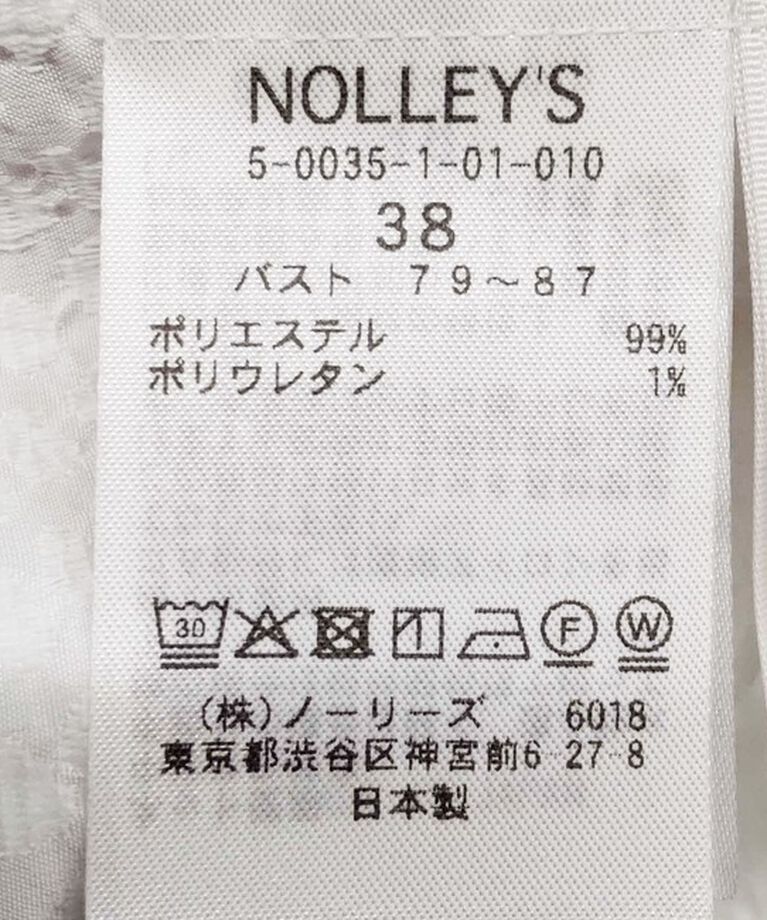 NOLLEY'S
5-0035-1-01-010
38
バスト 79～87
ポリエステル 99%
ポリウレタン 1%
30 F W
(株)ノーリーズ 6018
東京都渋谷区神宮前6 27 8
日本製